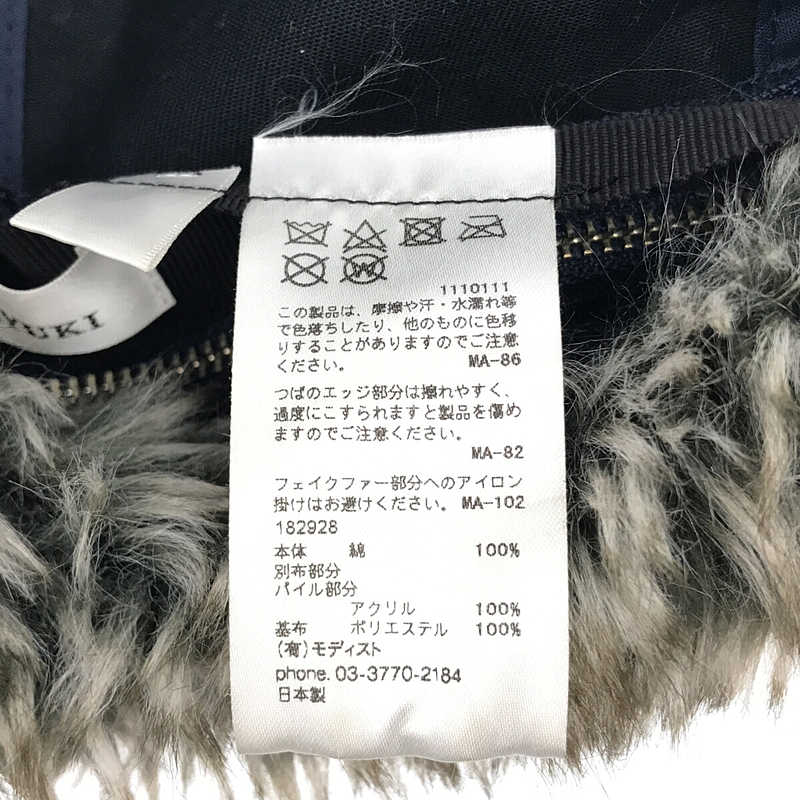 1110111
この製品は、摩擦や汗・水濡れ等
で色落ちしたり、他のものに色移
りすることがありますのでご注意
ください。 MA-86
つばのエッジ部分は擦れやすく、
過度にこすられますと製品を傷め
ますのでご注意ください。
MA-82
フェイクファー部分へのアイロン
掛けはお避けください。MA-102
182928
本体 綿 100%
別布部分
パイル部分
アクリル 100%
基布 ポリエステル 100%
(有)モディスト
phone. 03-3770-2184
日本製